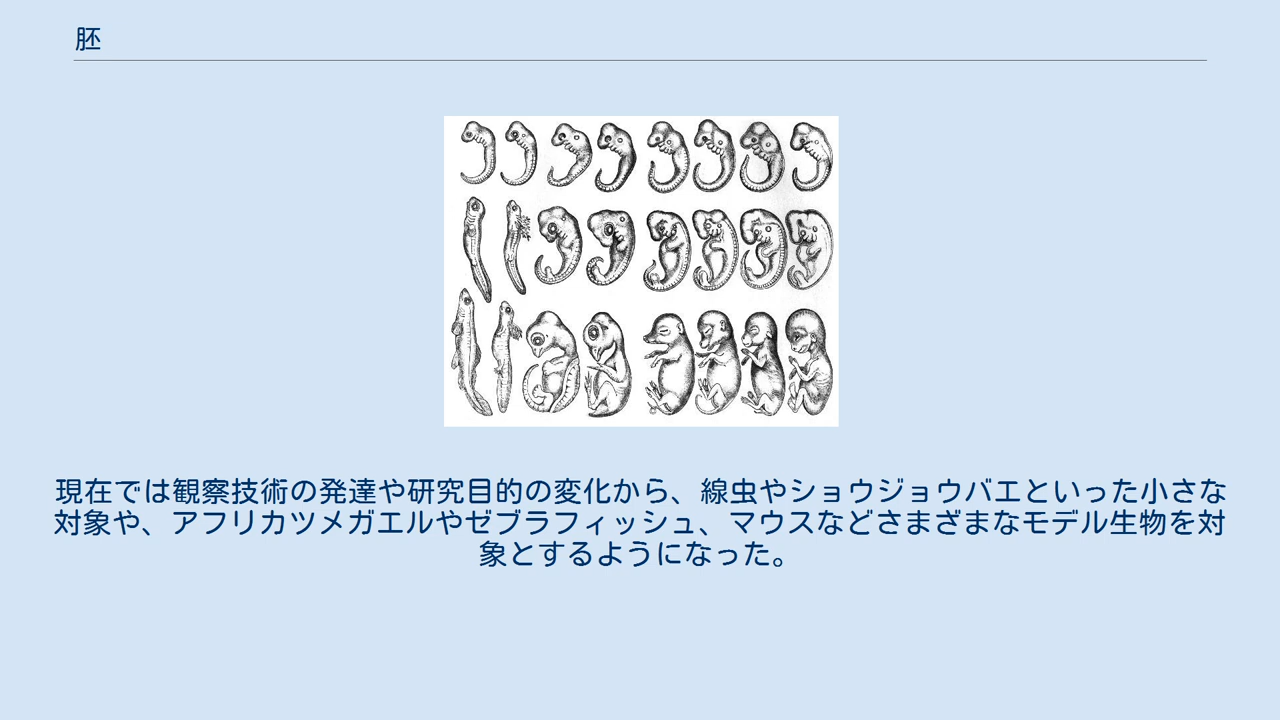 胚
現在では観察技術の発達や研究目的の変化から、線虫やショウジョウバエといった小さな
対象や、アフリカツメガエルやゼブラフィッシュ、マウスなどさまざまなモデル生物を対
象とするようになった。